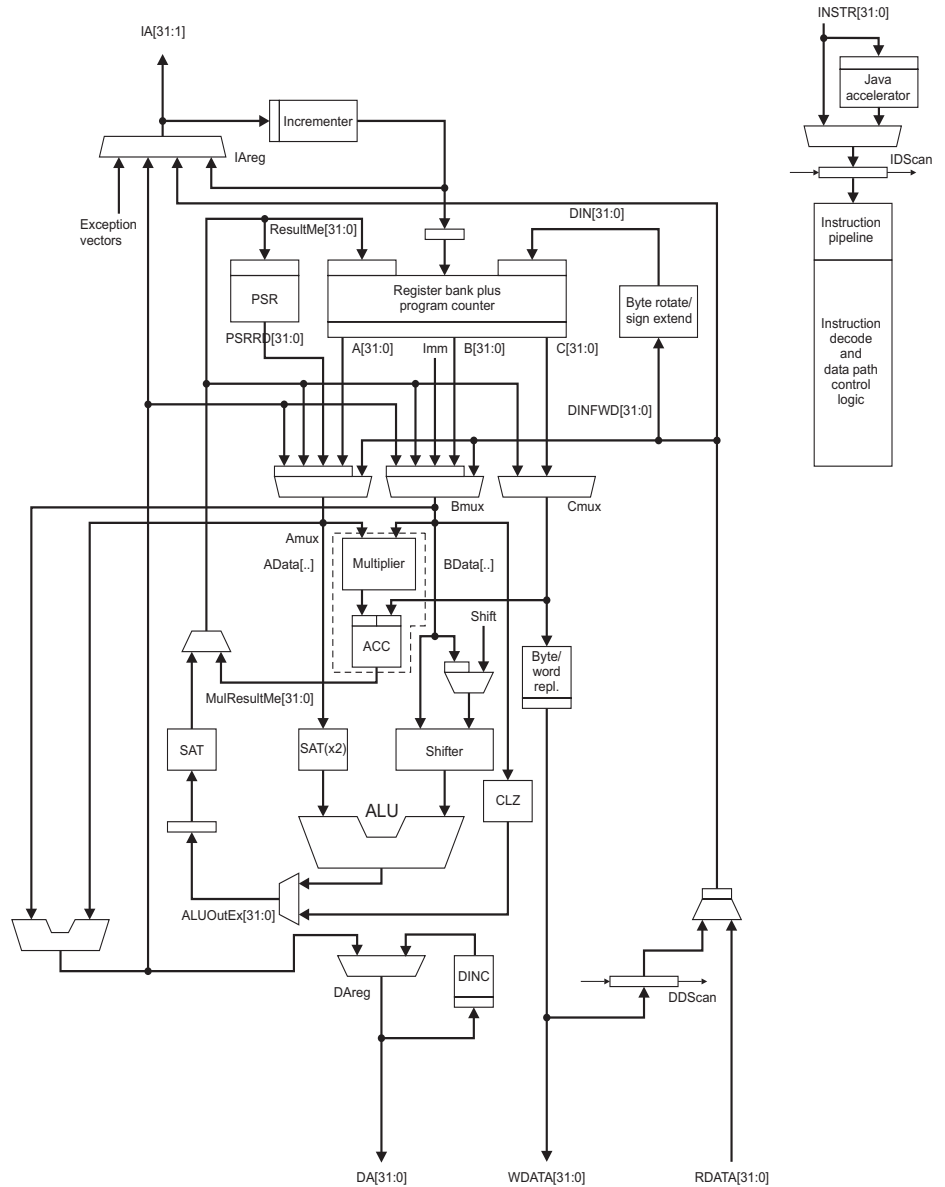 INSTR[31:0]
IA[31:1]
Java
accelerator
Incrementer
IAreg
IDScan
Exception
vectors
DIN[31:0]
ResultMe[31:0]
Instruction
pipeline
PSR
Register bank plus
program counter
Byte rotate/
sign extend
PSRRD[31:0]
A[31:0]
Imm
B[31:0]
C[31:0]
Instruction
decode
and
data path
control
logic
DINFWD[31:0]
Bmux
Cmux
Amux
AData[..]
Multiplier
BData[..]
Shift
ACC
Byte/
word
repl.
MulResultMe[31:0]
SAT
SAT(x2)
Shifter
CLZ
ALU
ALUOutEx[31:0]
DINC
DAreg
DDScan
DA[31:0]
WDATA[31:0]
RDATA[31:0]